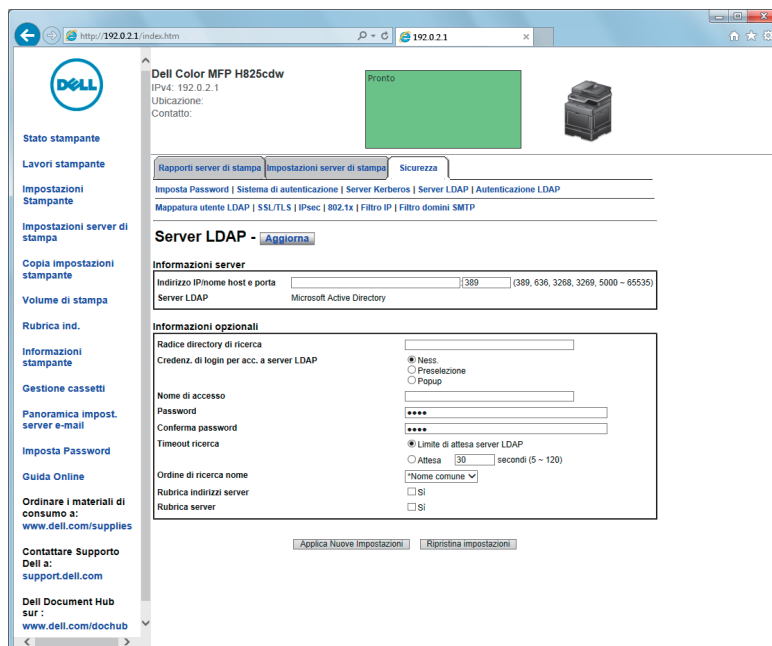 http://192.0.2.1/index.htm
192.0.2.1
DELL
Dell Color MFP H825cdw
IPv4: 192.0.2.1
Ubicazione:
Contatto:
Pronto
Stato stampante
Lavori stampante
Impostazioni
Stampante
Impostazioni server di
stampa
Copia impostazioni
stampante
Volume di stampa
Rubrica ind.
Informazioni
stampante
Gestione cassetti
Panoramica impost.
server e-mail
Imposta Password
Guida Online
Ordinare i materiali di
consumo a:
www.dell.com/supplies
Contattare Supporto
Dell a:
support.dell.com
Dell Document Hub
sur :
www.dell.com/dochub
Rapporti server di stampa Impostazioni server di stampa Sicurezza
Imposta Password | Sistema di autenticazione | Server Kerberos | Server LDAP | Autenticazione LDAP
Mappatura utente LDAP | SSL/TLS | IPsec | 802.1x | Filtro IP | Filtro domini SMTP
Server LDAP - Aggiorna
Informazioni server
Indirizzo IP/nome host e porta :389 (389, 636, 3268, 3269, 5000 ~ 65535)
Server LDAP Microsoft Active Directory
Informazioni opzionali
Radice directory di ricerca
Credenz. di login per acc. a server LDAP Ness.
Preselezione
Popup
Nome di accesso
Password ••••
Conferma password ••••
Timeout ricerca Limite di attesa server LDAP
Attesa 30 secondi (5 ~ 120)
Ordine di ricerca nome *Nome comune
Rubrica indirizzi server Sì
Rubrica server Sì
Applica Nuove Impostazioni Ripristina impostazioni